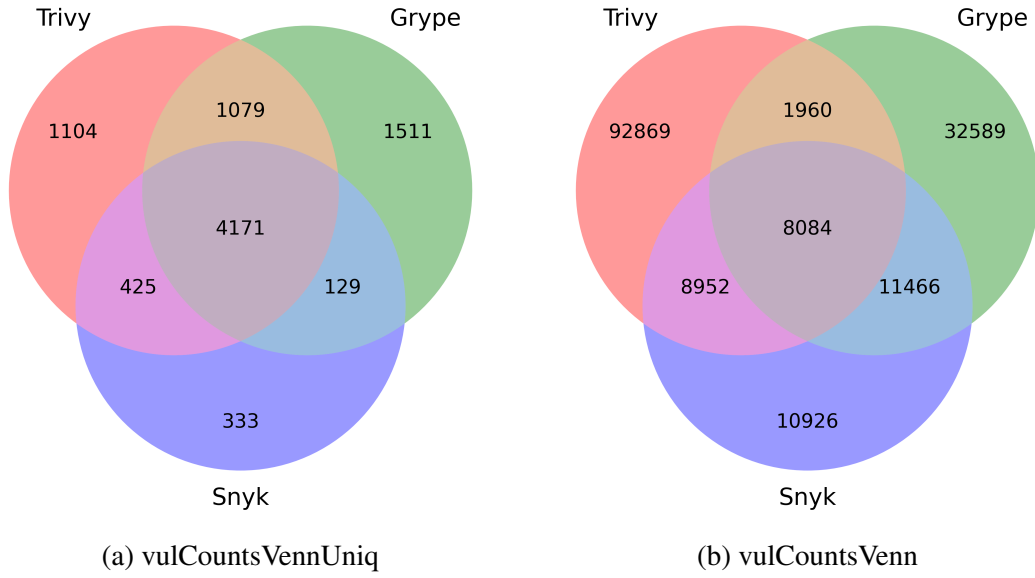 Trivy
Grype
1104
1079
1511
4171
425
129
333
Snyk
(a) vulCountsVennUniq
Trivy
Grype
92869
1960
32589
8084
8952
11466
10926
Snyk
(b) vulCountsVenn